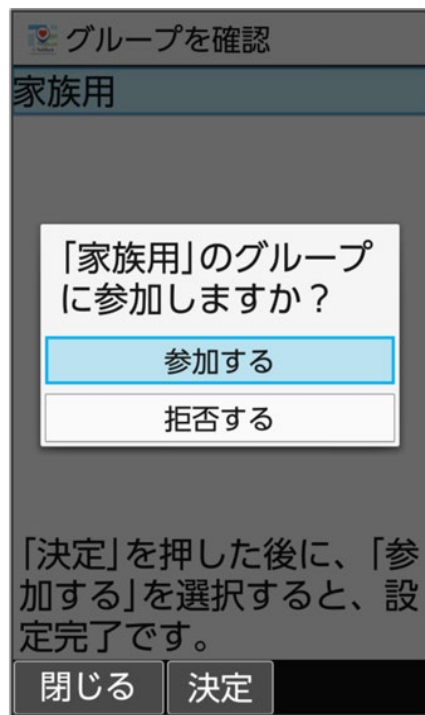 グループを確認
家族用
「家族用」のグループ
に参加しますか？
参加する
拒否する
「決定」を押した後に、「参
加する」を選択すると、設
定完了です。
閉じる
決定